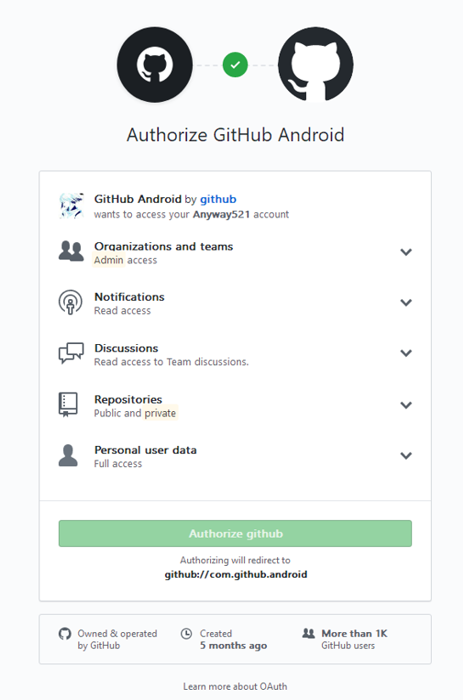 Authorize GitHub Android
GitHub Android by github
wants to access your Anyway521 account
Organizations and teams
Admin access
Notifications
Read access
Discussions
Read access to Team discussions.
Repositories
Public and private
Personal user data
Full access
Authorize github
Authorizing will redirect to
github://com.github.android
Owned & operated
by GitHub
Created
5 months ago
More than 1K
GitHub users
Learn more about OAuth